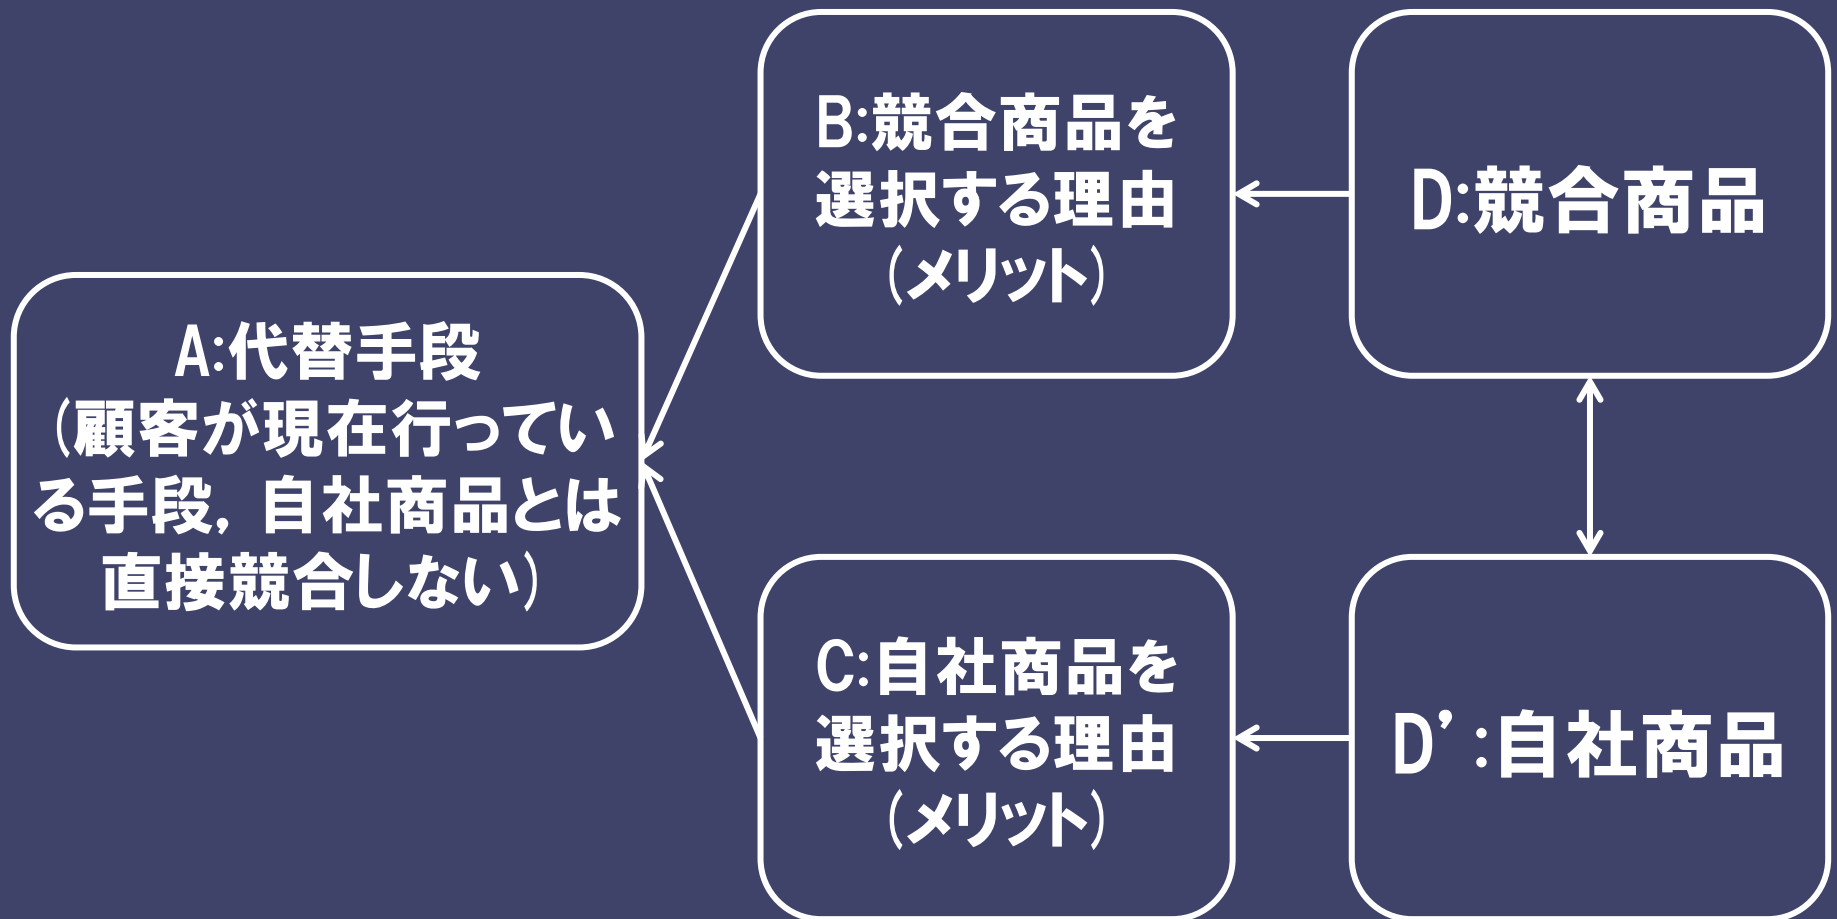 A:代替手段
(顧客が現在行ってい
る手段, 自社商品とは
直接競合しない)
B:競合商品を
選択する理由
(メリット)
C:自社商品を
選択する理由
(メリット)
D:競合商品
D’:自社商品